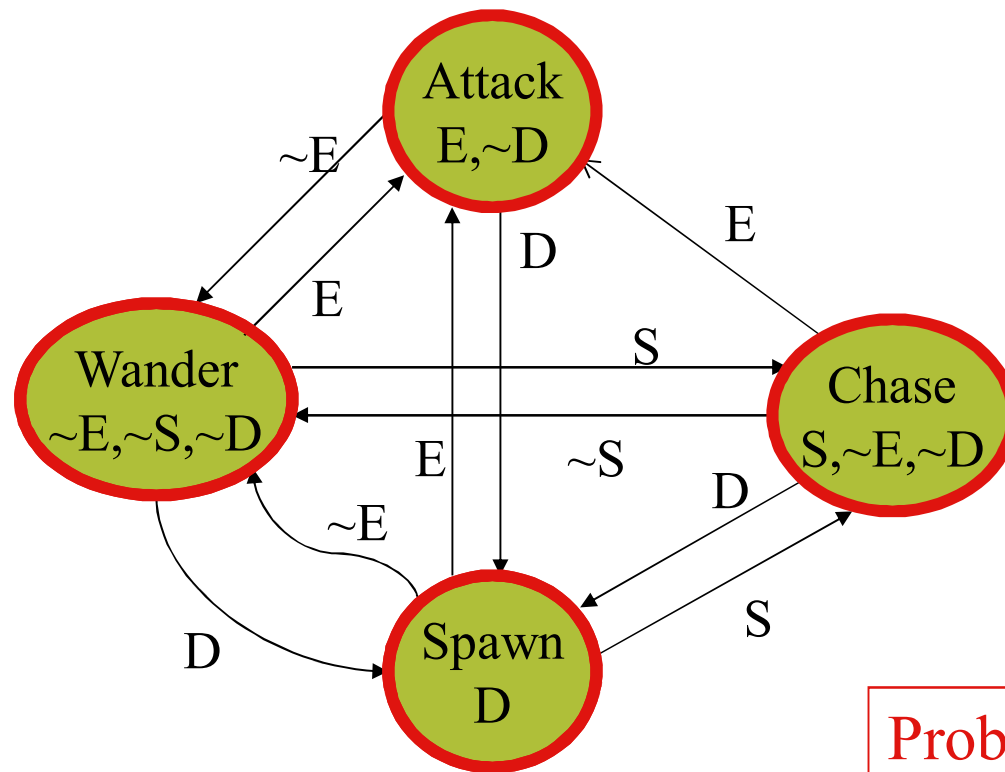 Attack
E,~D
~E
E
D
E
Wander
~E,~S,~D
S
Chase
S,~E,~D
E
~S
D
~E
S
D
Spawn
D
Prob